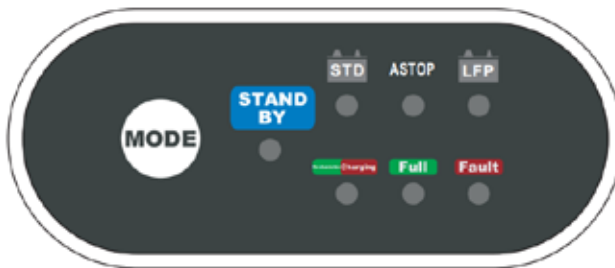 STD ASTOP LFP
STAND
BY
MODE
Charging Full Fault